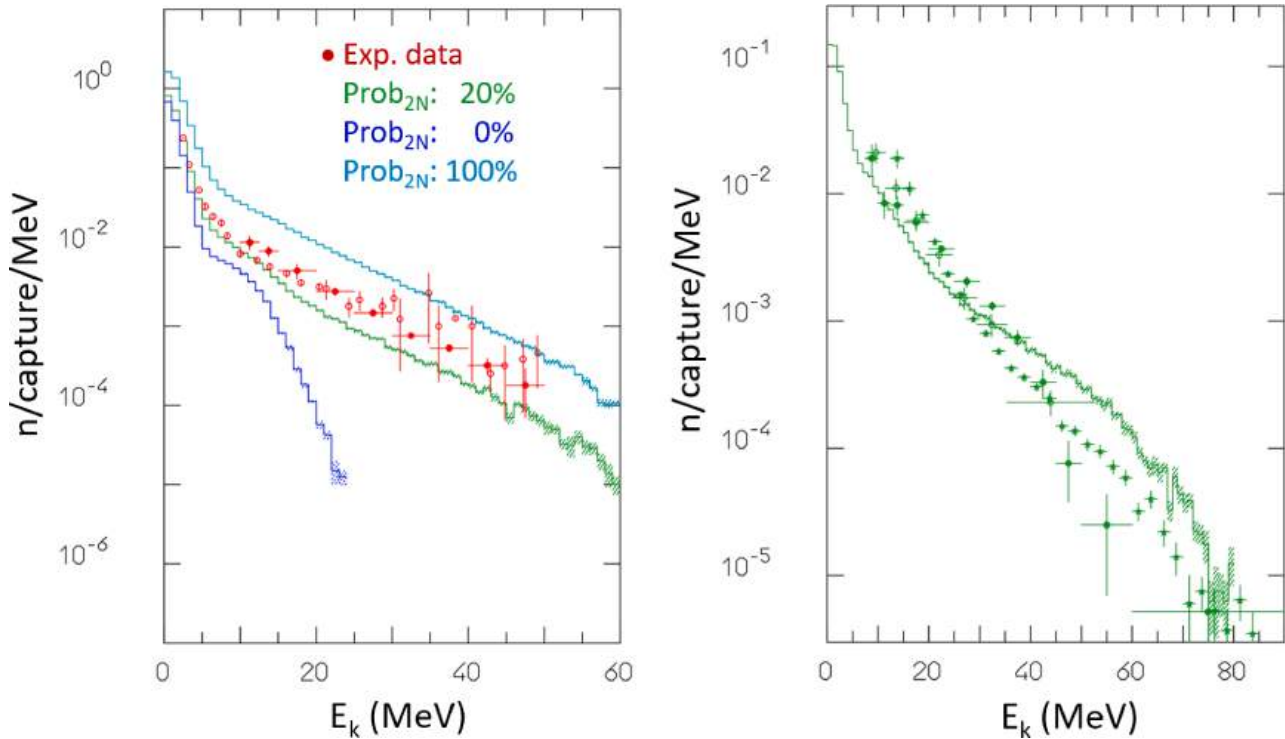 Exp. data
Prob₂N: 20%
Prob₂N: 0%
Prob₂N: 100%
n/capture/MeV
10⁰
10⁻²
10⁻⁴
10⁻⁶
0 20 40 60
Eₖ (MeV)
n/capture/MeV
10⁻¹
10⁻²
10⁻³
10⁻⁴
10⁻⁵
0 20 40 60 80
Eₖ (MeV)